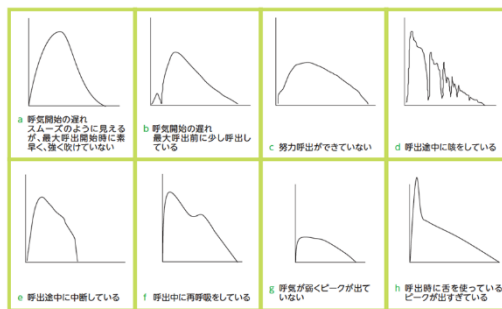 a 呼気開始の遅れ
スムーズのように見える
が、最大呼出開始時に素
早く、強く吹けていない
b 呼気開始の遅れ
最大呼出前に少し呼出し
ている
c 努力呼出ができていない
d 呼出途中に咳をしている
e 呼出途中に中断している
f 呼出中に再呼吸をしている
g 呼気が弱くピークが出て
いない
h 呼出時に舌を使っている
ピークが出すぎている